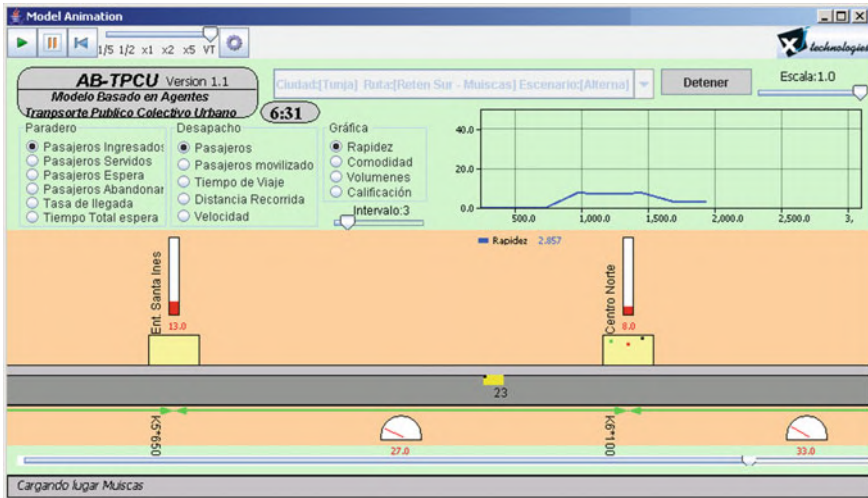 Model Animation
1/5 1/2 x1 x2 x5 VT
technologies
AB-TPCU Version 1.1
Modelo Basado en Agentes
Tranpsorte Publico Colectivo Urbano
6:31
Ciudad:[Tunja] Ruta:[Reten Sur - Muiscas] Escenario:[Alterna]
Detener
Escala:1.0
Paradero
Pasajeros Ingresados
Pasajeros Servidos
Pasajeros Espera
Pasajeros Abandonar
Tasa de llegada
Tiempo Total espera
Desapacho
Pasajeros
Pasajeros movilizado
Tiempo de Viaje
Distancia Recorrida
Velocidad
Gráfica
Rapidez
Comodidad
Volumenes
Calificación
Intervalo:3
40.0
20.0
0.0
500.0 1,000.0 1,500.0 2,000.0 2,500.0 3,
Rapidez 2.857
Ent. Santa Ines
13.0
Centro Norte
8.0
23
K5*650
27.0
K6*100
33.0
Cargando lugar Muiscas